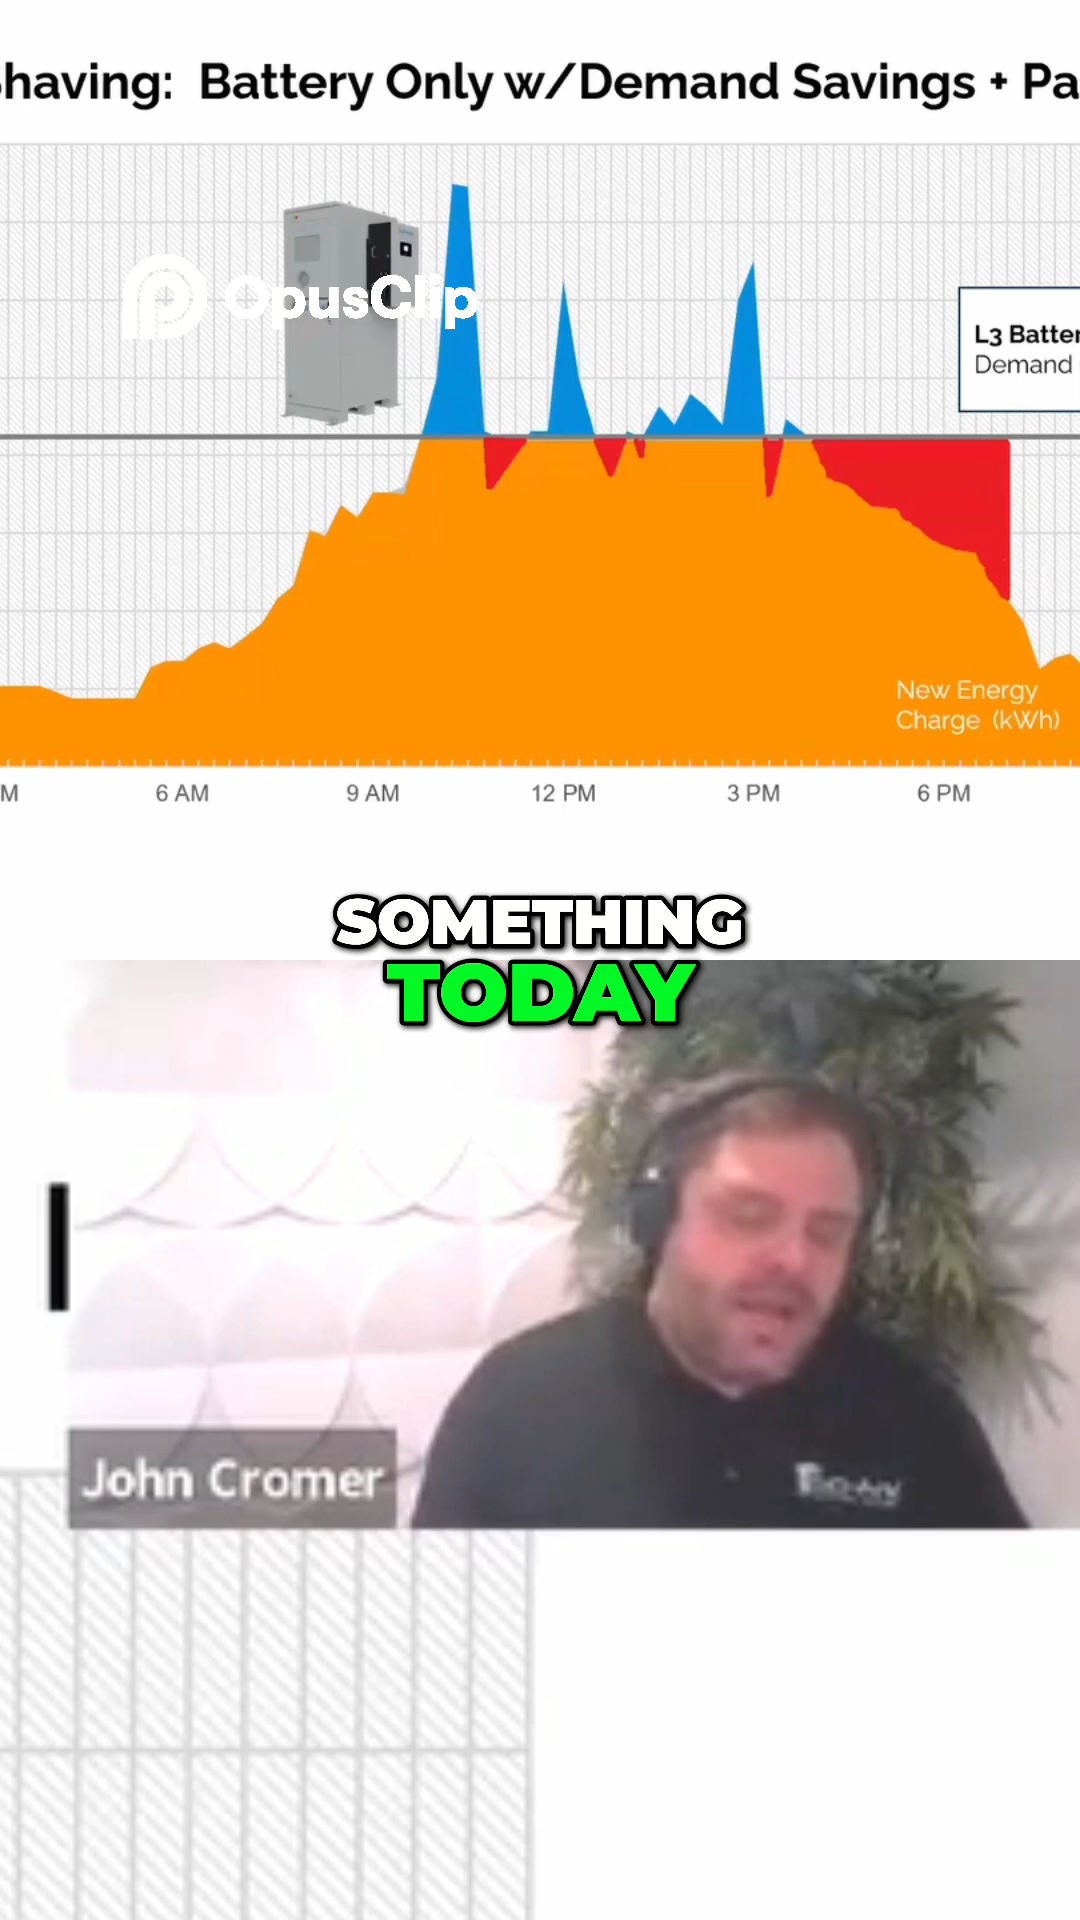 Shaving: Battery Only w/Demand Savings + Pa
OpusClip
L3 Batter
Demand
New Energy
Charge (kWh)
M 6 AM 9 AM 12 PM 3 PM 6 PM
SOMETHING
TODAY
John Cromer